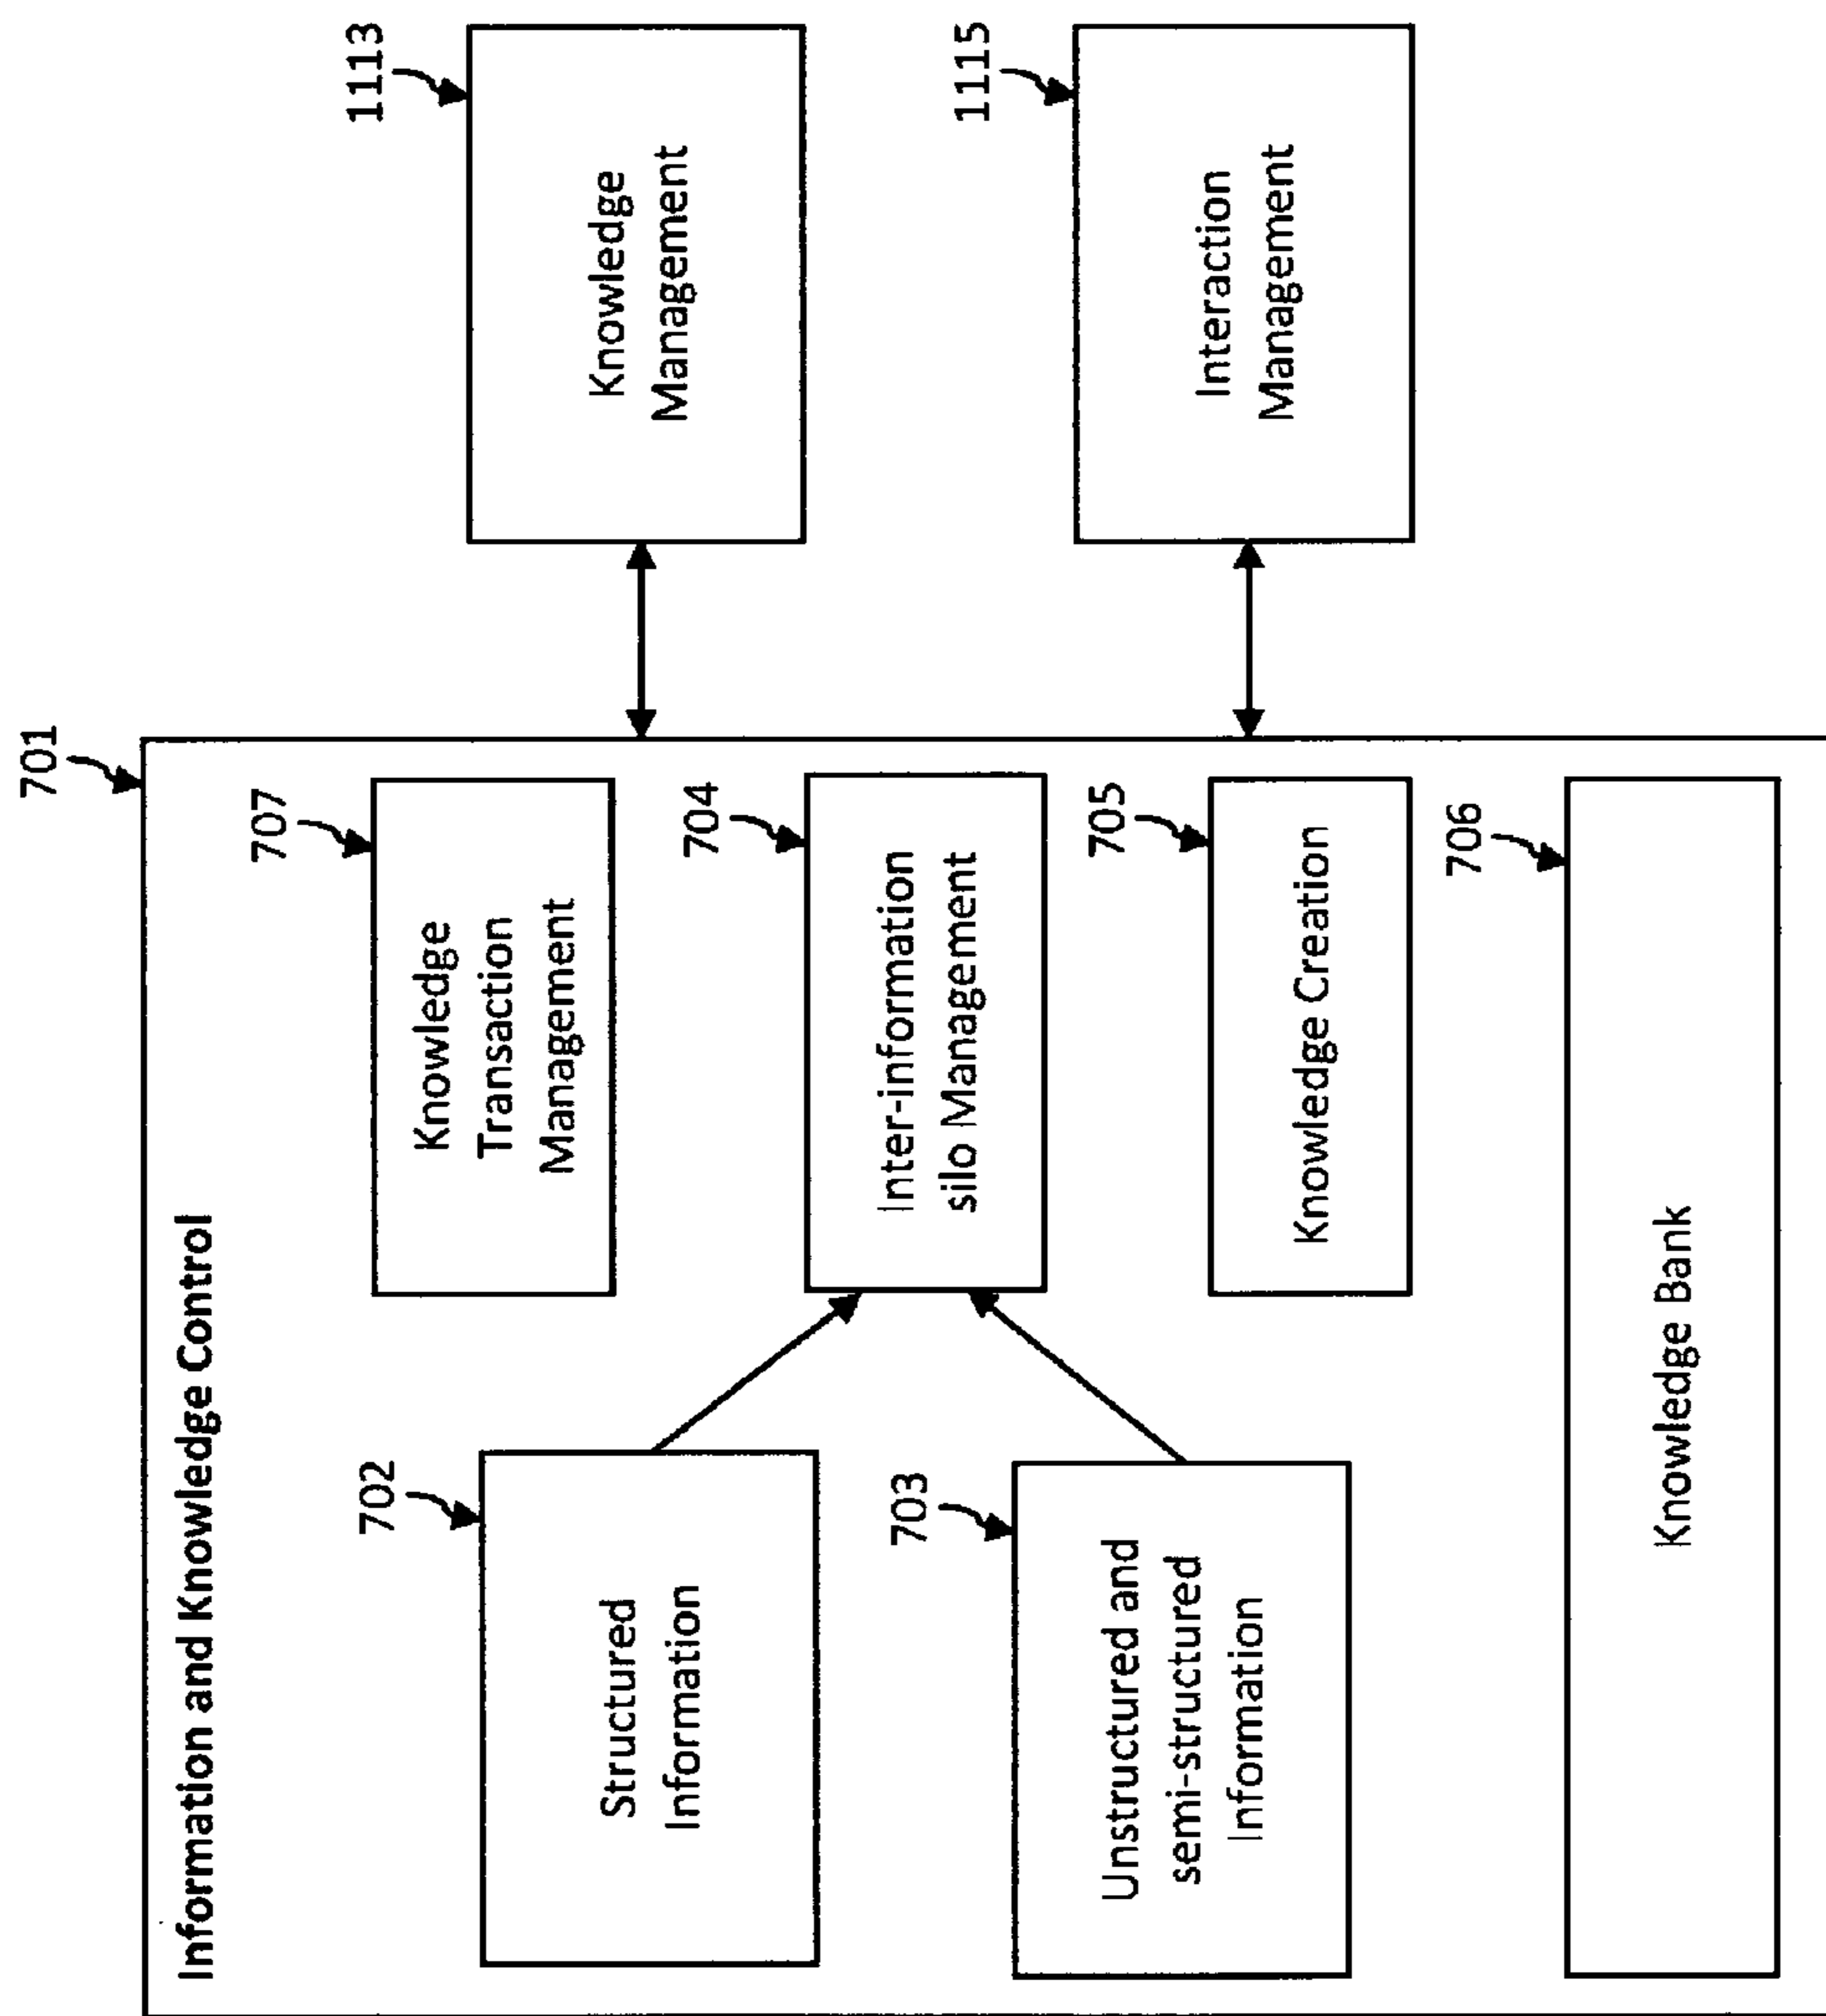 701
Information and Knowledge Control
702
Structured
Information
703
Unstructured and
semi-structured
Information
707
Knowledge
Transaction
Management
704
Inter-information
silo Management
705
Knowledge Creation
706
Knowledge Bank
1113
Knowledge
Management
1115
Interaction
Management